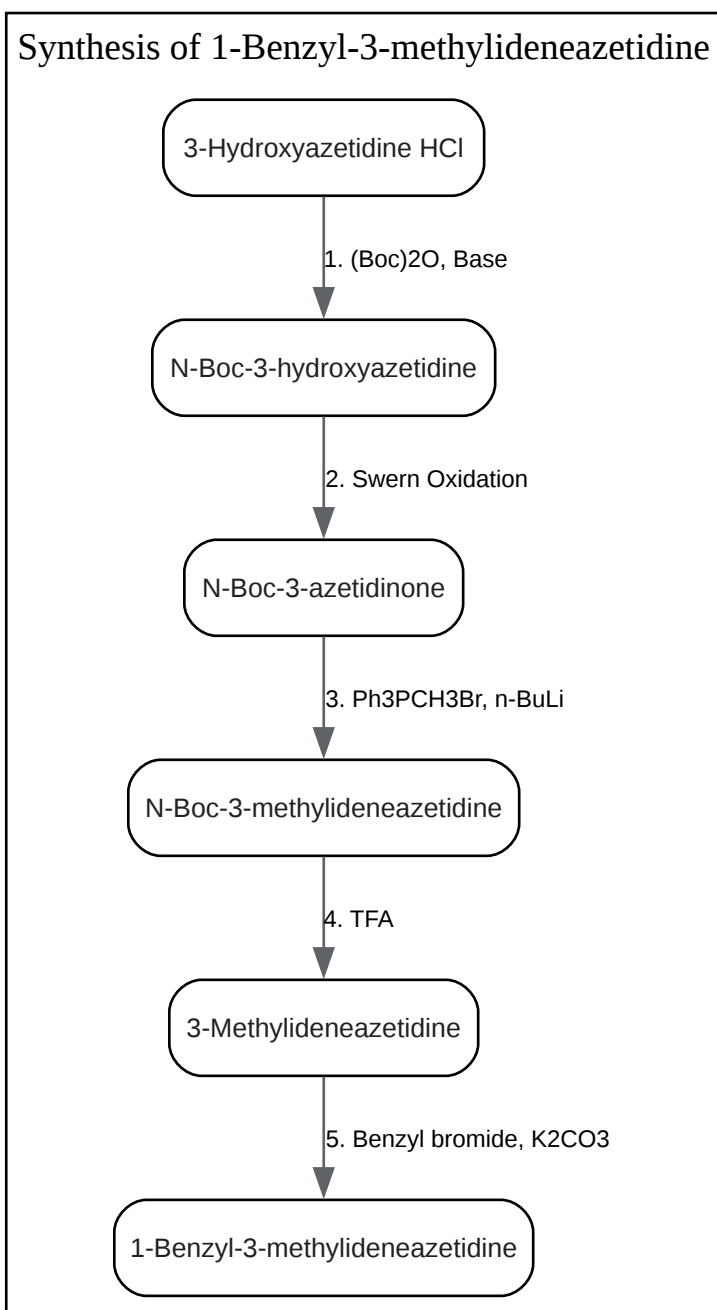 Synthesis of 1-Benzyl-3-methylideneazetidine
3-Hydroxyazetidine HCl
1. (Boc)2O, Base
N-Boc-3-hydroxyazetidine
2. Swern Oxidation
N-Boc-3-azetidinone
3. Ph3PCH3Br, n-BuLi
N-Boc-3-methylideneazetidine
4. TFA
3-Methylideneazetidine
5. Benzyl bromide, K2CO3
1-Benzyl-3-methylideneazetidine